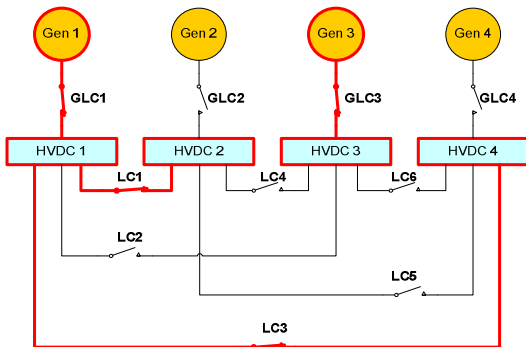 Gen 1 Gen 2 Gen 3 Gen 4
GLC1 GLC2 GLC3 GLC4
HVDC 1 HVDC 2 HVDC 3 HVDC 4
LC1 LC4 LC6
LC2
LC5
LC3